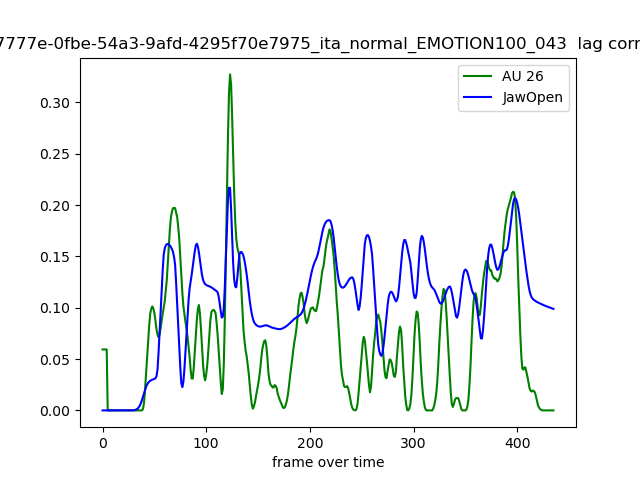 7777e-0fbe-54a3-9afd-4295f70e7975_ita_normal_EMOTION100_043 lag corr
AU 26
JawOpen
0.30
0.25
0.20
0.15
0.10
0.05
0.00
0 100 200 300 400
frame over time